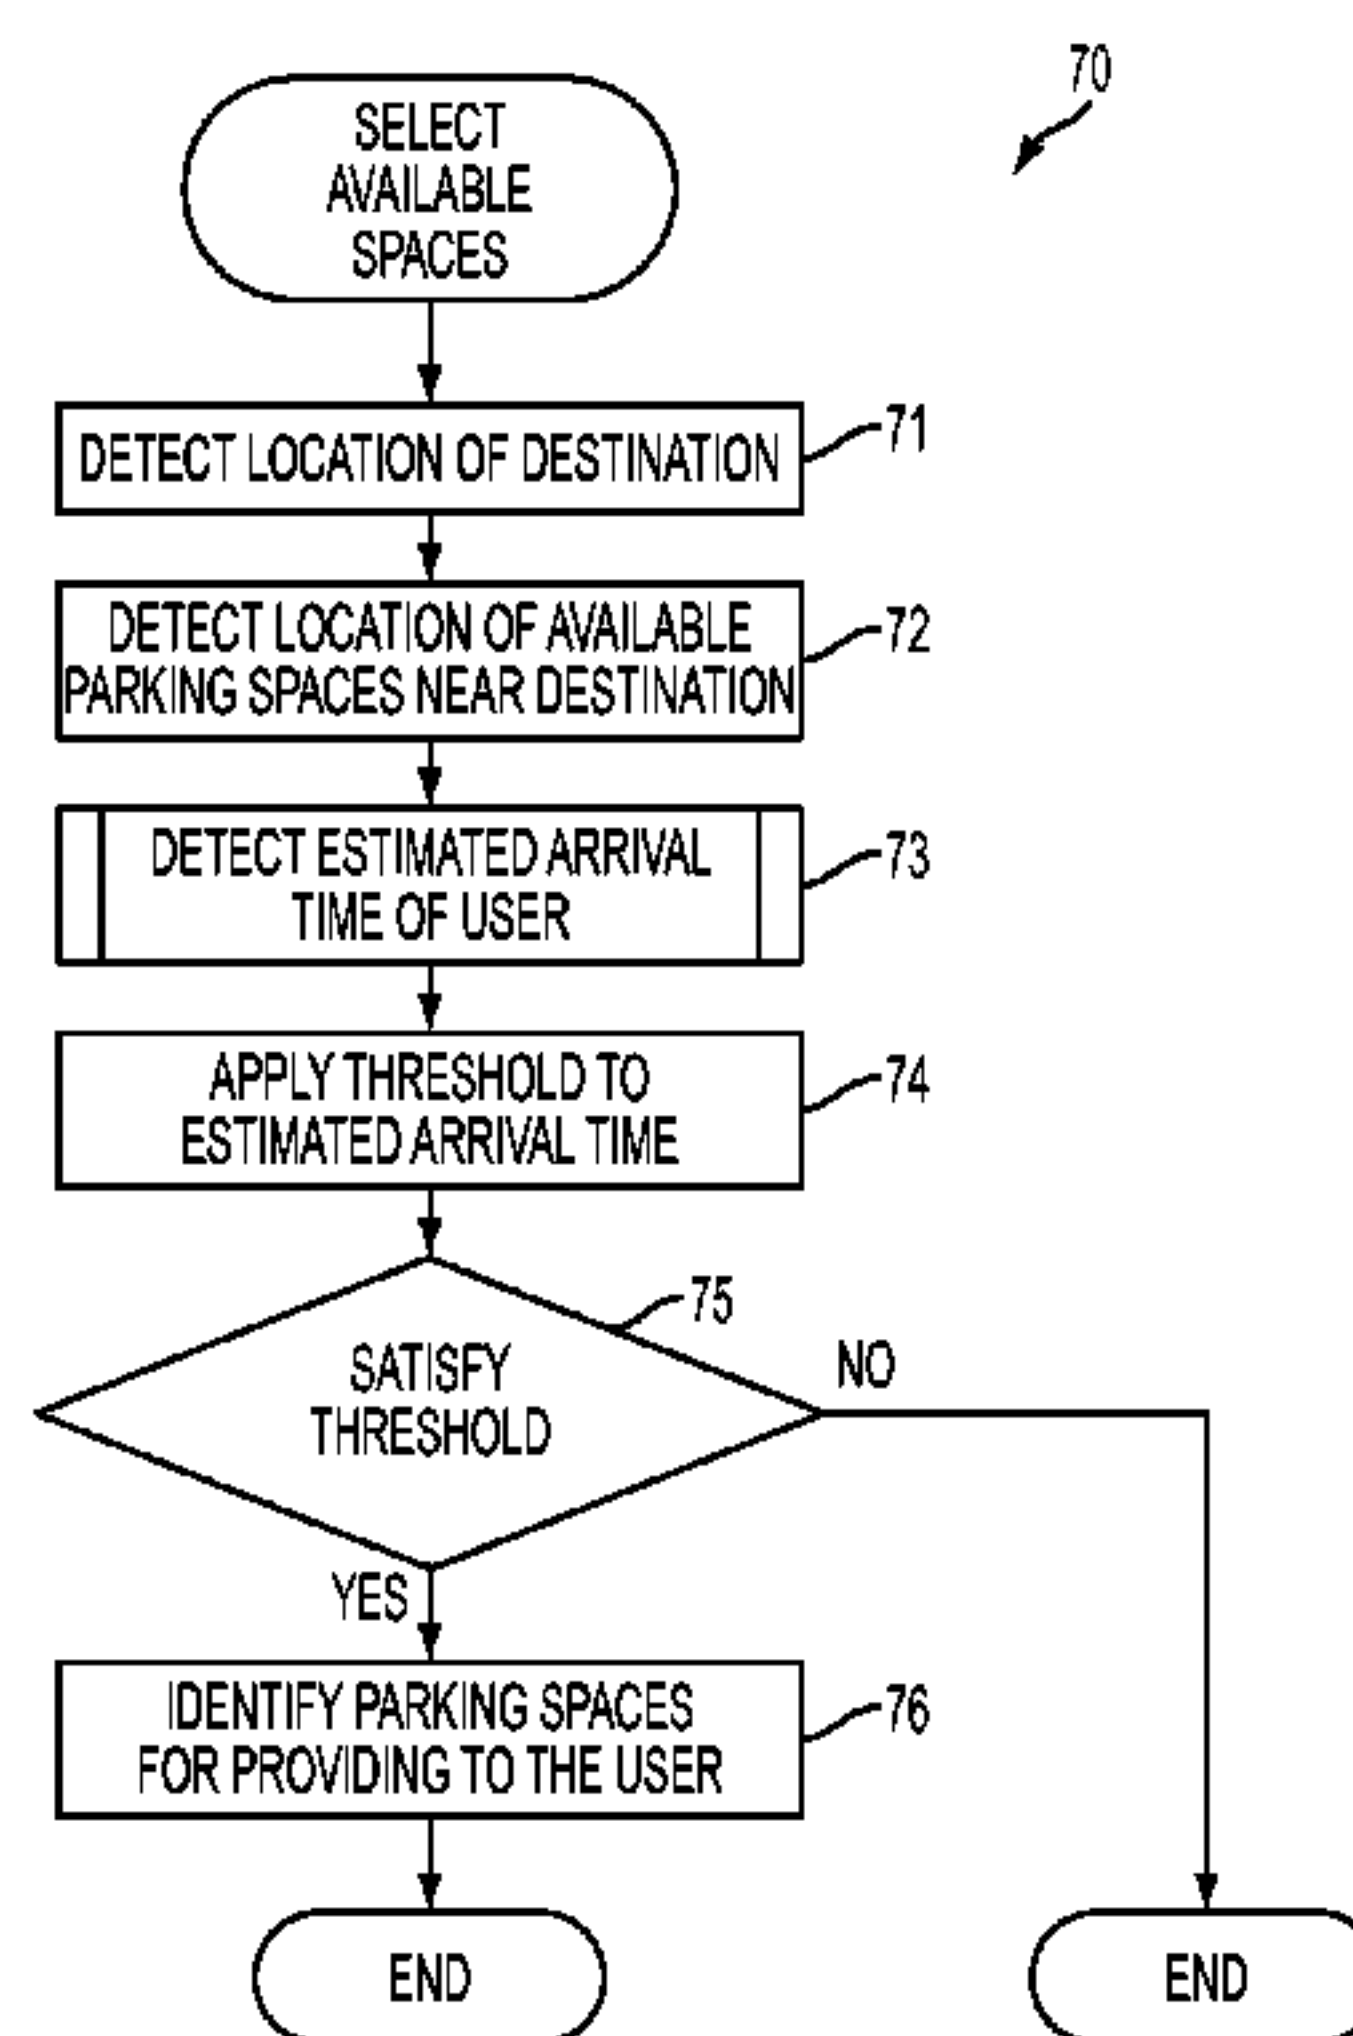 70
SELECT
AVAILABLE
SPACES
DETECT LOCATION OF DESTINATION
71
DETECT LOCATION OF AVAILABLE
PARKING SPACES NEAR DESTINATION
72
DETECT ESTIMATED ARRIVAL
TIME OF USER
73
APPLY THRESHOLD TO
ESTIMATED ARRIVAL TIME
74
SATISFY
THRESHOLD
75
NO
YES
IDENTIFY PARKING SPACES
FOR PROVIDING TO THE USER
76
END
END